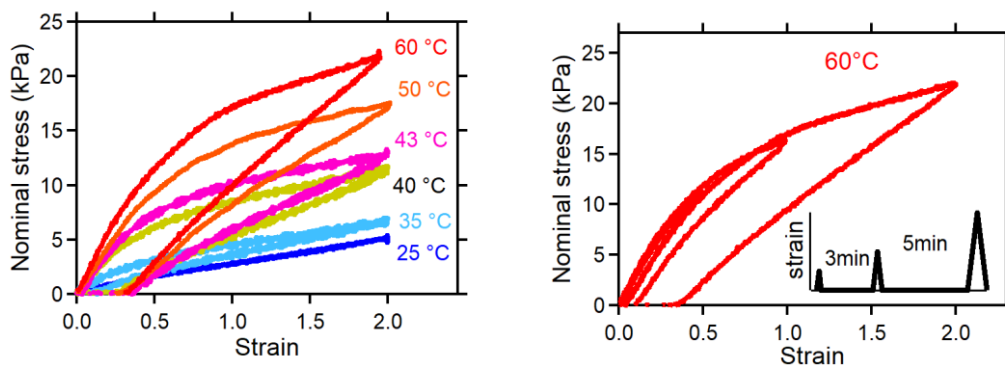 25
20
15
10
5
0
Nominal stress (kPa)
60 °C
50 °C
43 °C
40 °C
35 °C
25 °C
0.0 0.5 1.0 1.5 2.0
Strain
25
20
15
10
5
0
Nominal stress (kPa)
60°C
strain
3min
5min
0.0 0.5 1.0 1.5 2.0
Strain